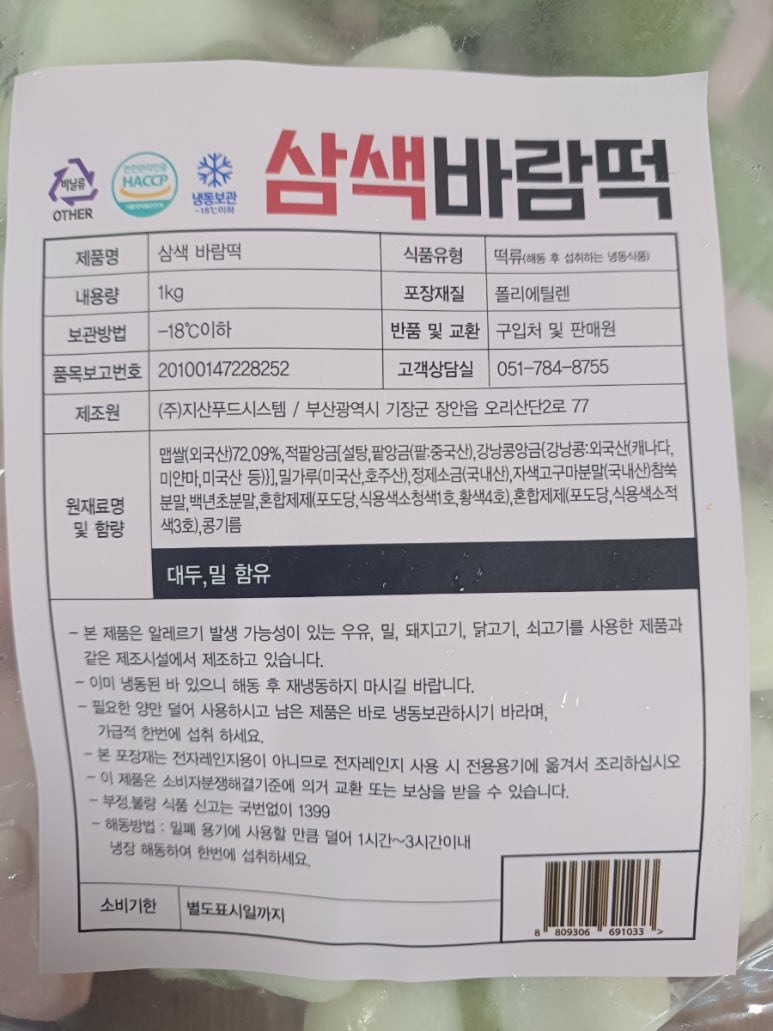 비닐류
OTHER
안전관리인증
HACCP
식품의약품안전처
냉동보관
-18℃이하
삼색바람떡
제품명 삼색 바람떡 식품유형 떡류(해동 후 섭취하는 냉동식품)
내용량 1kg 포장재질 폴리에틸렌
보관방법 -18℃이하 반품 및 교환 구입처 및 판매원
품목보고번호 20100147228252 고객상담실 051-784-8755
제조원 (주)지산푸드시스템 / 부산광역시 기장군 장안읍 오리산단2로 77
원재료명
및 함량
맵쌀(외국산)72.09%,적팥앙금[설탕,팥앙금(팥:중국산),강낭콩앙금{강낭콩:외국산(캐나다,
미얀마,미국산 등)}],밀가루(미국산,호주산),정제소금(국내산),자색고구마분말(국내산)참쑥
분말,백년초분말,혼합제제(포도당,식용색소청색1호,황색4호),혼합제제(포도당,식용색소적
색3호),콩기름
대두,밀 함유
- 본 제품은 알레르기 발생 가능성이 있는 우유, 밀, 돼지고기, 닭고기, 쇠고기를 사용한 제품과
같은 제조시설에서 제조하고 있습니다.
- 이미 냉동된 바 있으니 해동 후 재냉동하지 마시길 바랍니다.
- 필요한 양만 덜어 사용하시고 남은 제품은 바로 냉동보관하시기 바라며,
가급적 한번에 섭취 하세요.
- 본 포장재는 전자레인지용이 아니므로 전자레인지 사용 시 전용용기에 옮겨서 조리하십시오
- 이 제품은 소비자분쟁해결기준에 의거 교환 또는 보상을 받을 수 있습니다.
- 부정.불량 식품 신고는 국번없이 1399
- 해동방법 : 밀폐 용기에 사용할 만큼 덜어 1시간~3시간이내
냉장 해동하여 한번에 섭취하세요.
소비기한 별도표시일까지
8 809306 691033 >